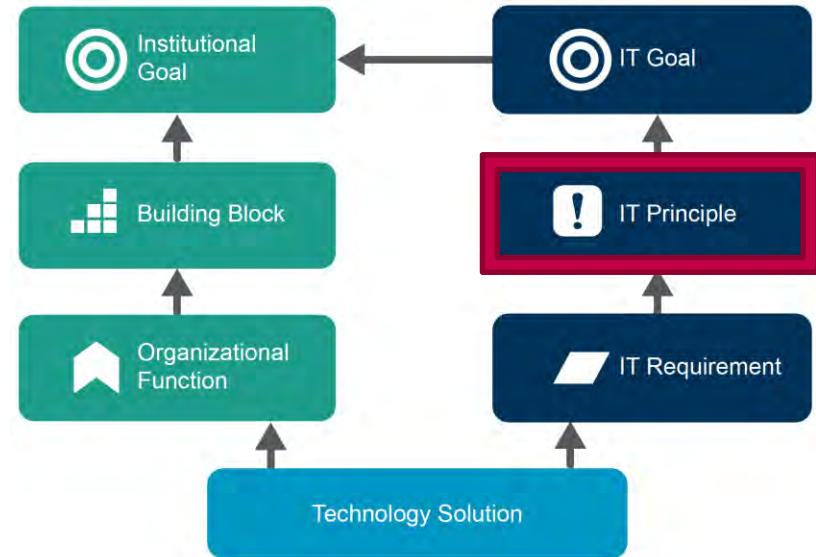 Institutional
Goal
IT Goal
Building Block
IT Principle
Organizational
Function
IT Requirement
Technology Solution